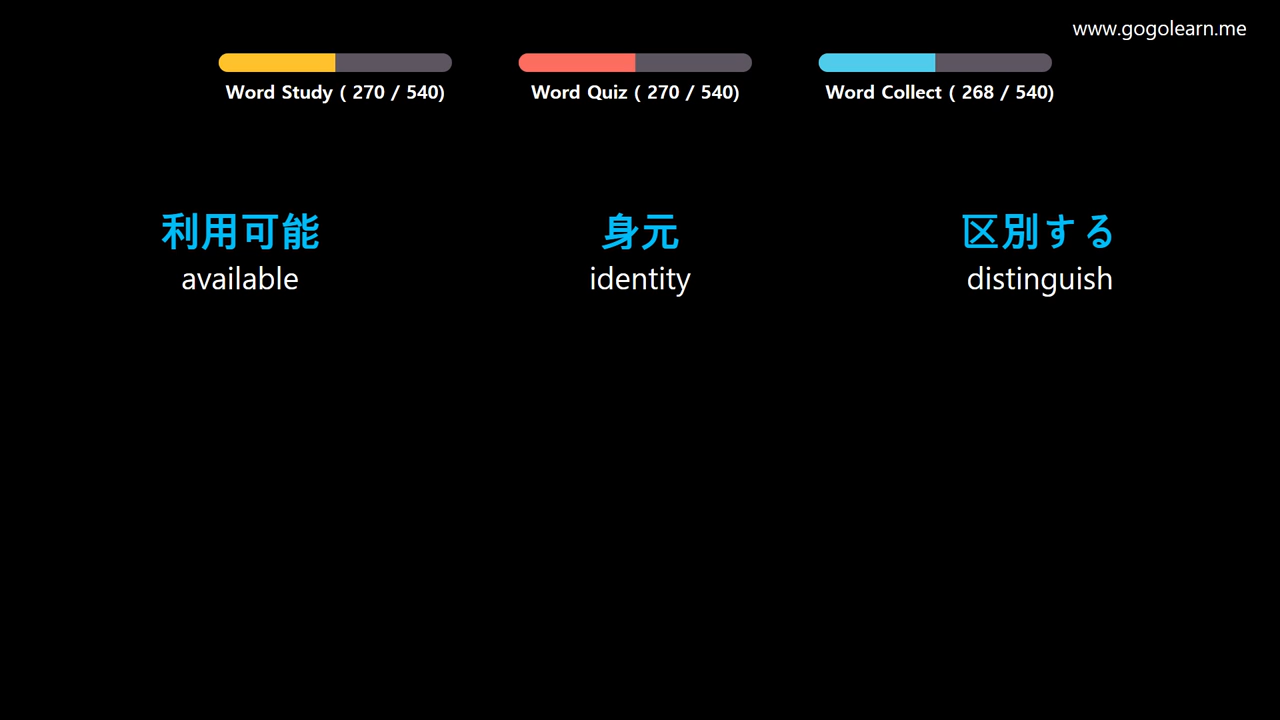 www.gogolearn.me
Word Study ( 270 / 540)
Word Quiz ( 270 / 540)
Word Collect ( 268 / 540)
利用可能
available
身元
identity
区別する
distinguish